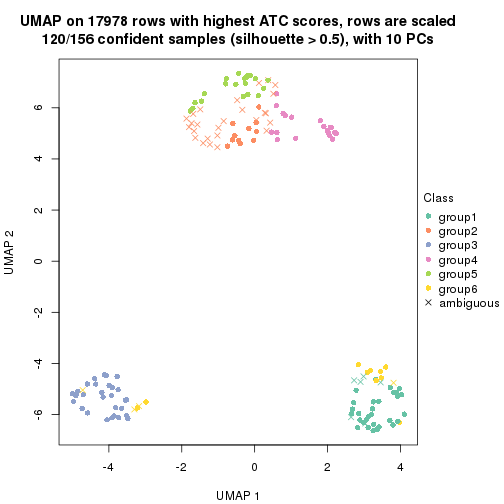 UMAP on 17978 rows with highest ATC scores, rows are scaled
120/156 confident samples (silhouette > 0.5), with 10 PCs
6
4
2
0
-2
-4
-6
UMAP 2
-4
-2
0
2
4
UMAP 1
Class
group1
group2
group3
group4
group5
group6
ambiguous